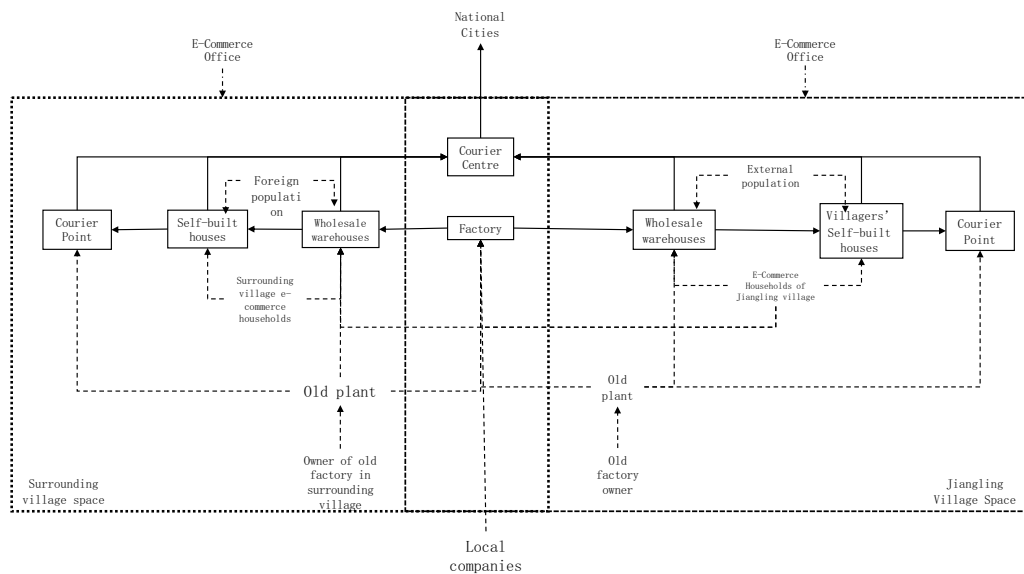 National
Cities
E-Commerce
Office
E-Commerce
Office
Courier
Centre
Foreign
populati
on
External
population
Courier
Point
Self-built
houses
Wholesale
warehouses
Factory
Wholesale
warehouses
Villagers’
Self-built
houses
Courier
Point
Surrounding
village e-
commerce
households
E-Commerce
Households of
Jiangling village
Old plant
Old
plant
Owner of old
factory in
surrounding
village
Old
factory
owner
Surrounding
village space
Jiangling
Village Space
Local
companies